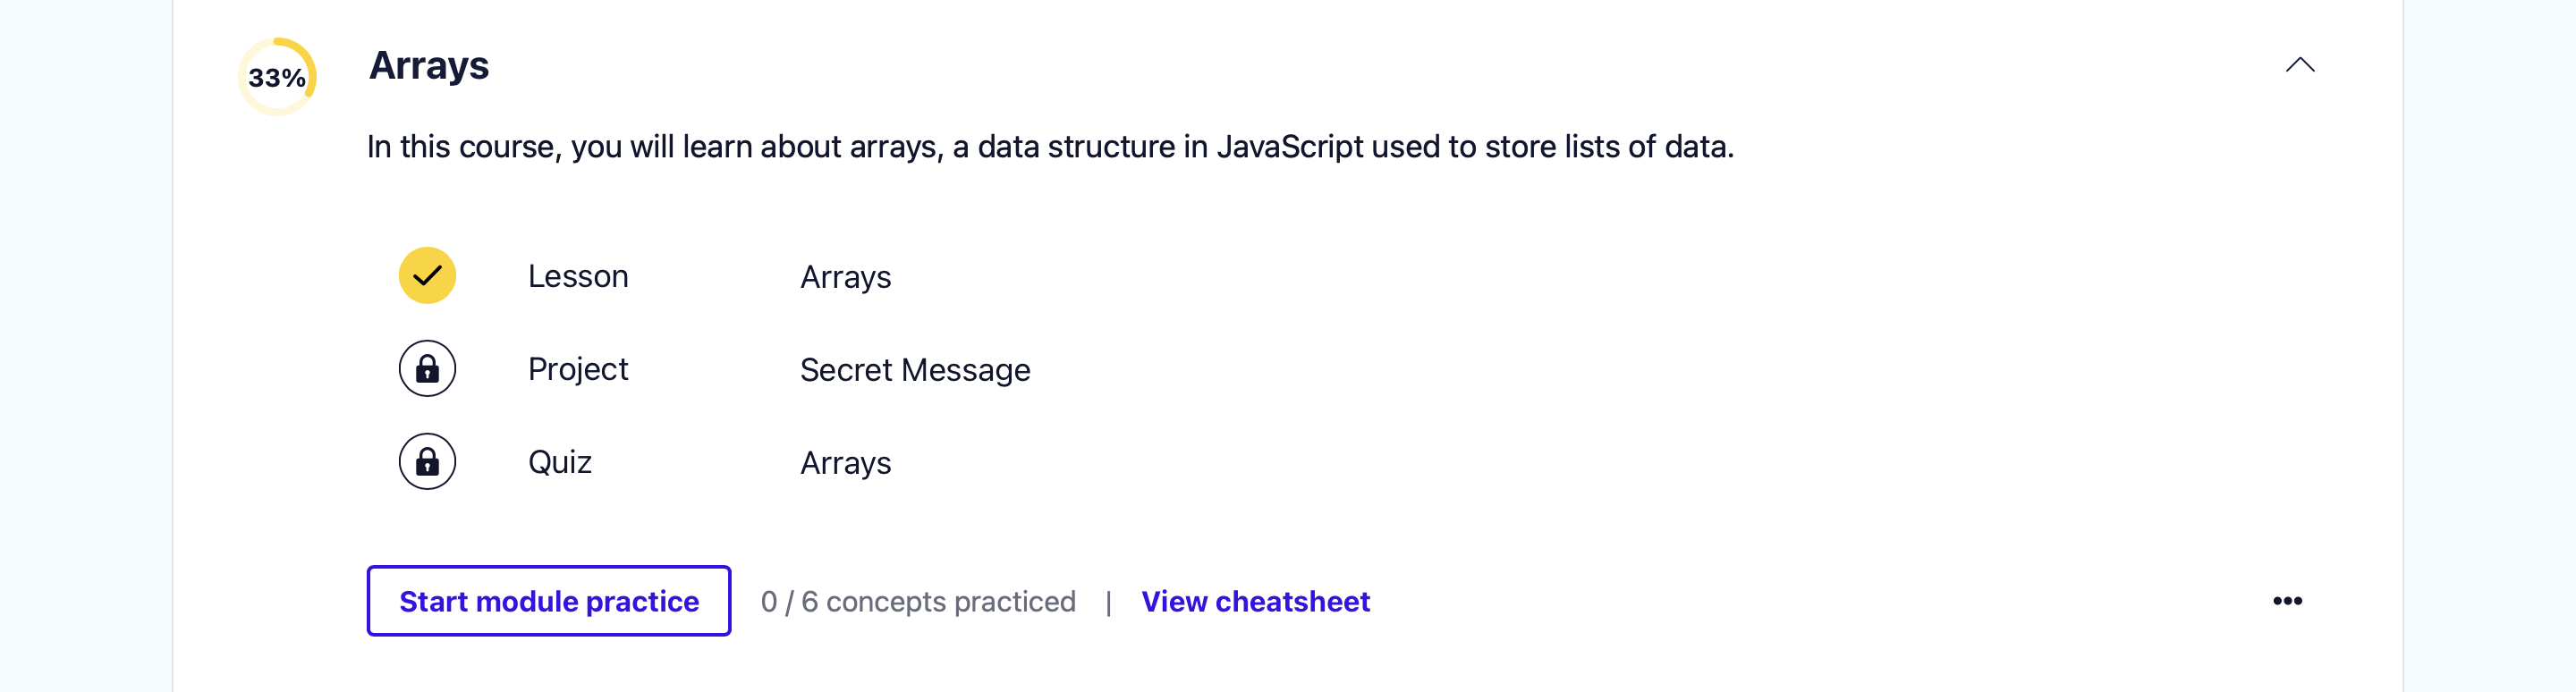 33%
Arrays
In this course, you will learn about arrays, a data structure in JavaScript used to store lists of data.
Lesson Arrays
Project Secret Message
Quiz Arrays
Start module practice 0 / 6 concepts practiced | View cheatsheet